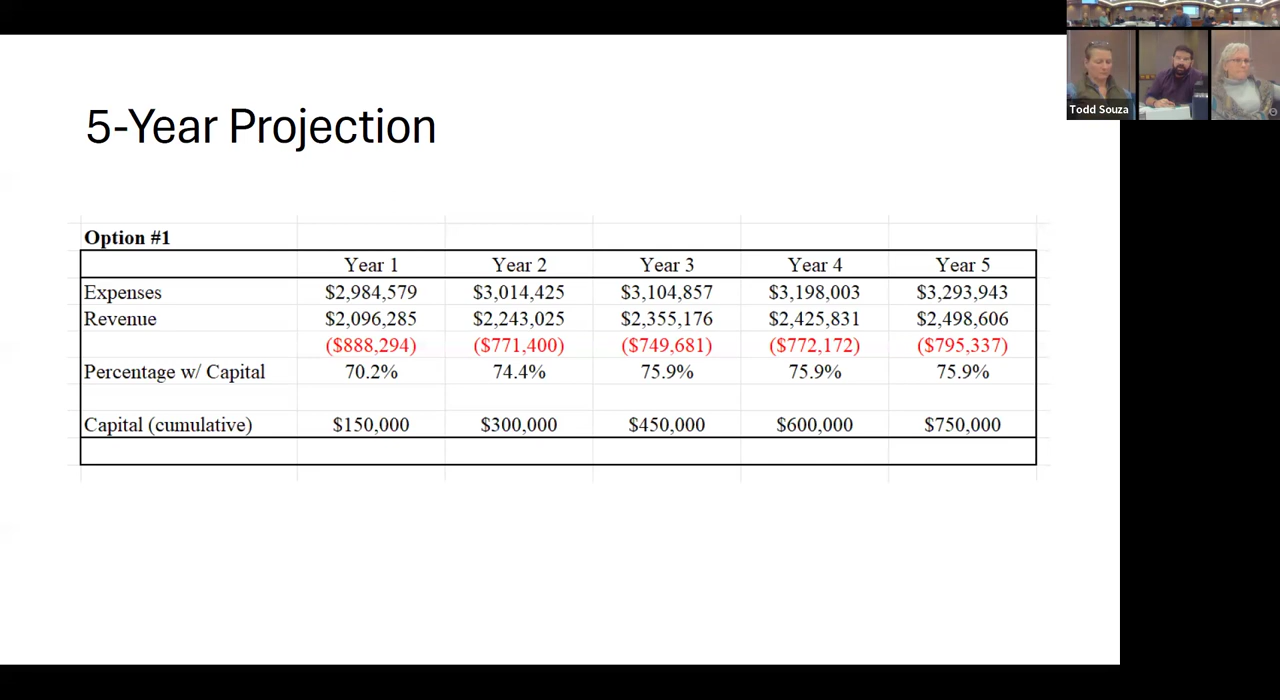 Todd Souza
5-Year Projection
Option #1
Year 1 Year 2 Year 3 Year 4 Year 5
Expenses $2,984,579 $3,014,425 $3,104,857 $3,198,003 $3,293,943
Revenue $2,096,285 $2,243,025 $2,355,176 $2,425,831 $2,498,606
($888,294) ($771,400) ($749,681) ($772,172) ($795,337)
Percentage w/ Capital 70.2% 74.4% 75.9% 75.9% 75.9%
Capital (cumulative) $150,000 $300,000 $450,000 $600,000 $750,000